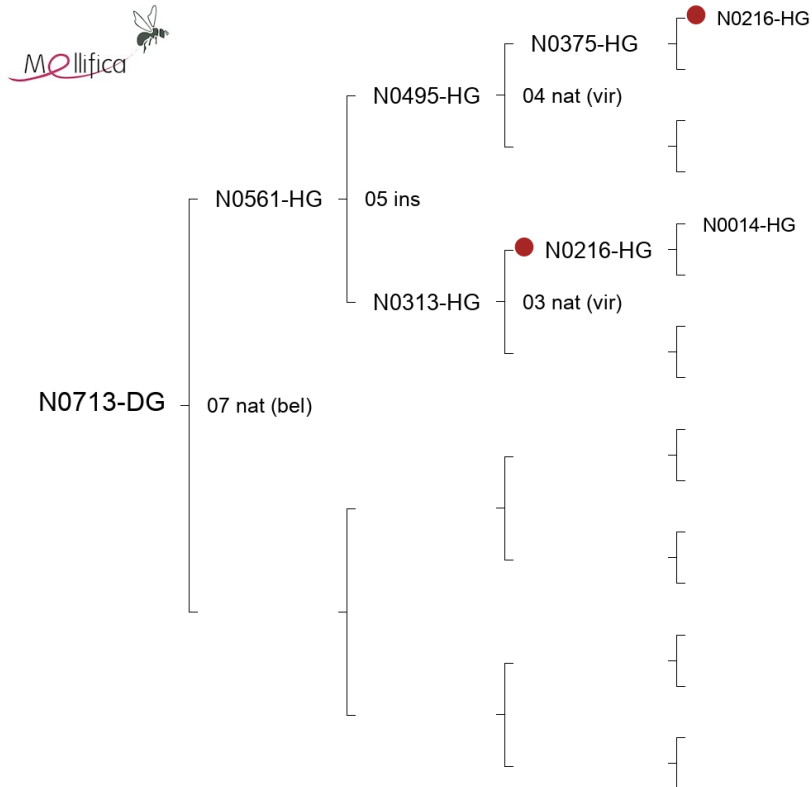 Mellifica
N0216-HG
N0375-HG
N0495-HG
04 nat (vir)
N0561-HG
05 ins
N0014-HG
N0216-HG
N0313-HG
03 nat (vir)
N0713-DG
07 nat (bel)